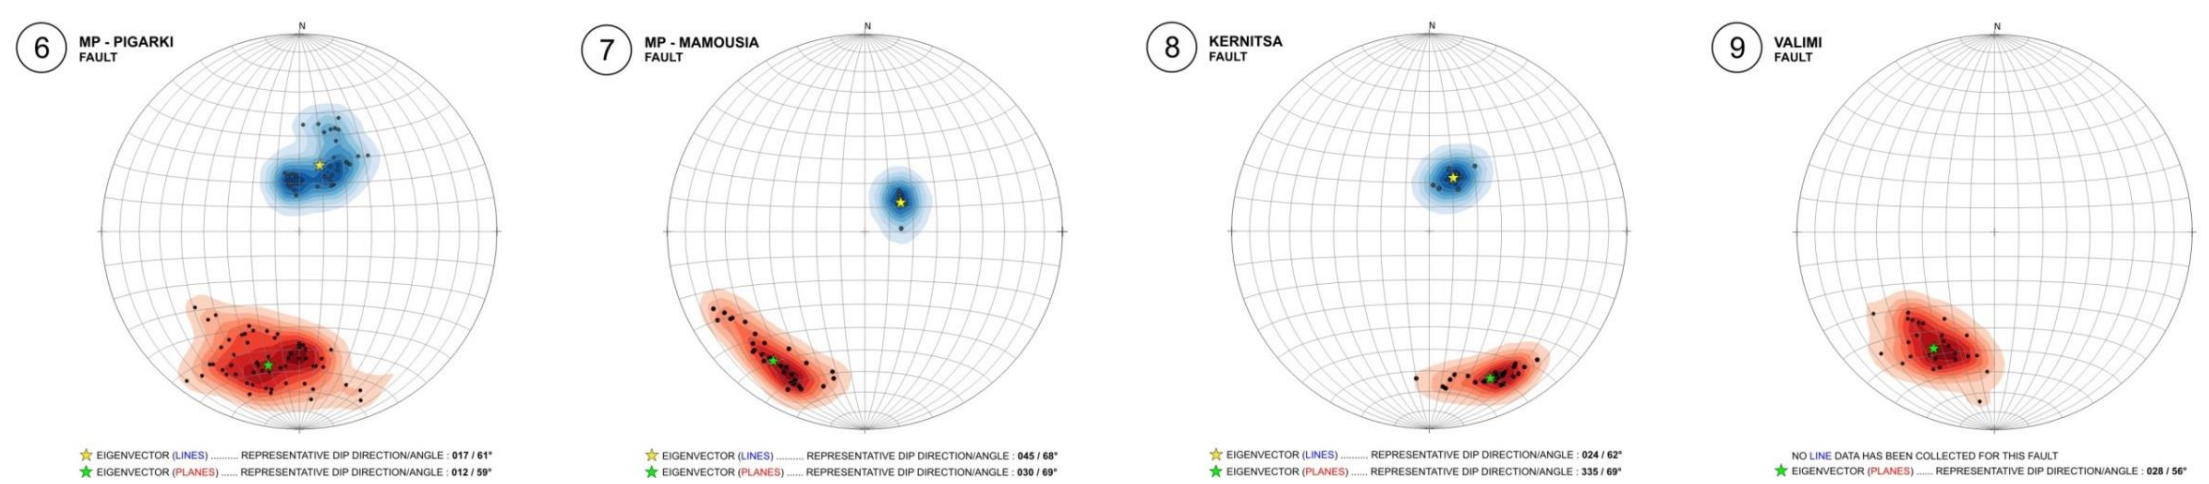 6
MP - PIGARKI
FAULT
N
EIGENVECTOR (LINES) .......... REPRESENTATIVE DIP DIRECTION/ANGLE : 017 / 61°
EIGENVECTOR (PLANES) ...... REPRESENTATIVE DIP DIRECTION/ANGLE : 012 / 59°
7
MP - MAMOUSIA
FAULT
N
EIGENVECTOR (LINES) .......... REPRESENTATIVE DIP DIRECTION/ANGLE : 045 / 68°
EIGENVECTOR (PLANES) ...... REPRESENTATIVE DIP DIRECTION/ANGLE : 030 / 69°
8
KERNITSA
FAULT
N
EIGENVECTOR (LINES) .......... REPRESENTATIVE DIP DIRECTION/ANGLE : 024 / 62°
EIGENVECTOR (PLANES) ...... REPRESENTATIVE DIP DIRECTION/ANGLE : 335 / 69°
9
VALIMI
FAULT
N
NO LINE DATA HAS BEEN COLLECTED FOR THIS FAULT
EIGENVECTOR (PLANES) ...... REPRESENTATIVE DIP DIRECTION/ANGLE : 028 / 56°